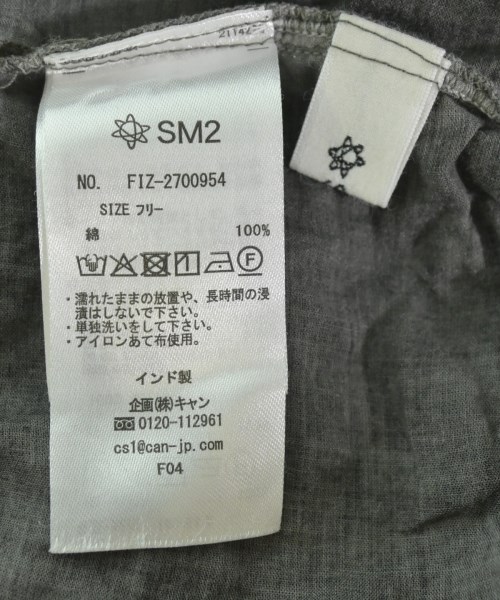 SM2
NO. FIZ-2700954
SIZE フリー
綿 100%
・濡れたままの放置や、長時間の浸
漬はしないで下さい。
・単独洗いをして下さい。
・アイロンあて布使用。
インド製
企画(株)キャン
0120-112961
cs1@can-jp.com
F04